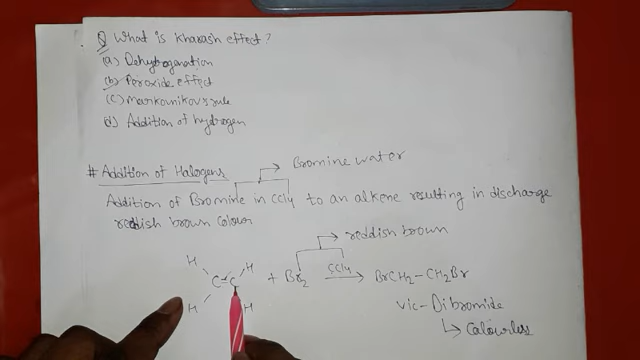 Q What is Kharash effect?
(a) Dehydrogenation
(b) Peroxide effect
(c) Markovnikov's rule
(d) Addition of hydrogen
# Addition of Halogens → Bromine water
Addition of Bromine in CCl4 to an alkene resulting in discharge
reddish brown Colour
→ reddish brown
H H
C=C + Br2 CCl4→ BrCH2-CH2Br
H H
vic-Dibromide
↳ Colourless